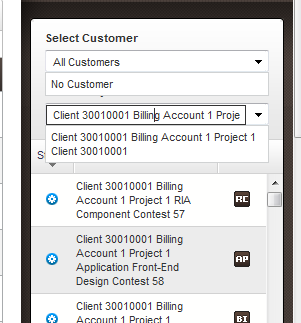 Select Customer
All Customers
No Customer
Client 30010001 Billing Account 1 Proje
Client 30010001 Billing Account 1 Project 1
Client 30010001
Client 30010001 Billing
Account 1 Project 1 RIA
Component Contest 57
RC
Client 30010001 Billing
Account 1 Project 1
Application Front-End
Design Contest 58
AP
Client 30010001 Billing
Account 1 Project 1
BI